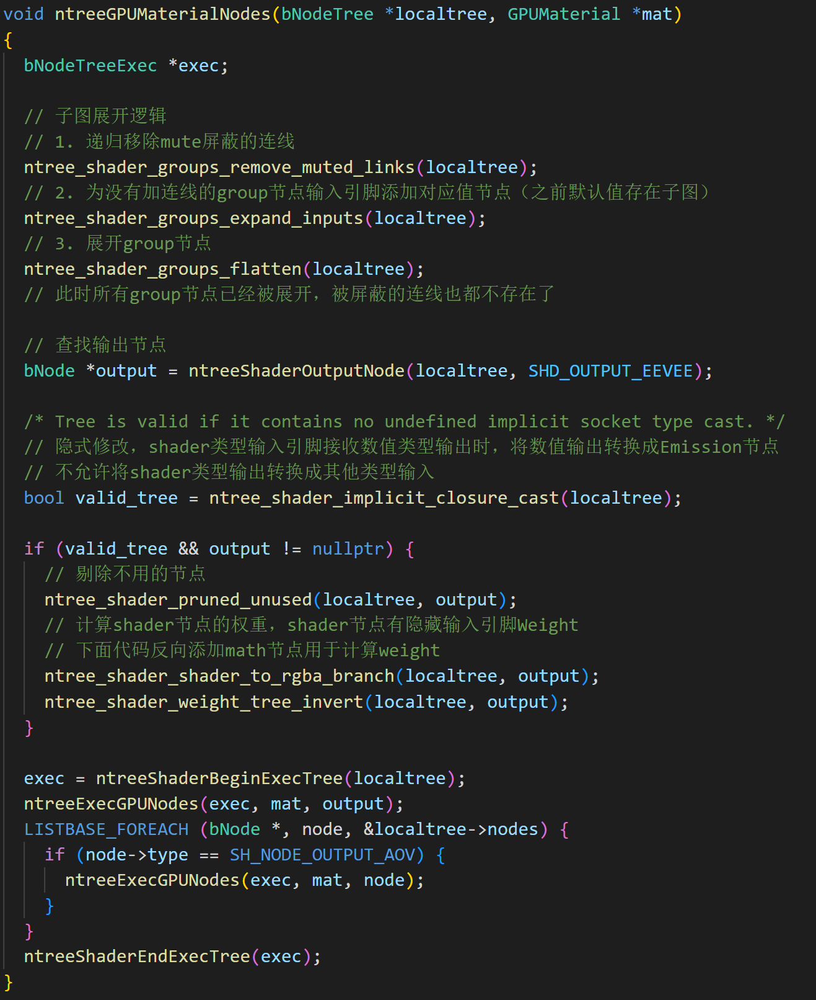 void ntreeGPUMaterialNodes(bNodeTree *localtree, GPUMaterial *mat)
{
  bNodeTreeExec *exec;

  // 子图展开逻辑
  // 1. 递归移除mute屏蔽的连线
  ntree_shader_groups_remove_muted_links(localtree);
  // 2. 为没有加连线的group节点输入引脚添加对应值节点（之前默认值存在子图）
  ntree_shader_groups_expand_inputs(localtree);
  // 3. 展开group节点
  ntree_shader_groups_flatten(localtree);
  // 此时所有group节点已经被展开，被屏蔽的连线也都不存在了

  // 查找输出节点
  bNode *output = ntreeShaderOutputNode(localtree, SHD_OUTPUT_EEVEE);

  /* Tree is valid if it contains no undefined implicit socket type cast. */
  // 隐式修改，shader类型输入引脚接收数值类型输出时，将数值输出转换成Emission节点
  // 不允许将shader类型输出转换成其他类型输入
  bool valid_tree = ntree_shader_implicit_closure_cast(localtree);

  if (valid_tree && output != nullptr) {
    // 剔除不用的节点
    ntree_shader_pruned_unused(localtree, output);
    // 计算shader节点的权重，shader节点有隐藏输入引脚Weight
    // 下面代码反向添加math节点用于计算weight
    ntree_shader_shader_to_rgba_branch(localtree, output);
    ntree_shader_weight_tree_invert(localtree, output);
  }

  exec = ntreeShaderBeginExecTree(localtree);
  ntreeExecGPUNodes(exec, mat, output);
  LISTBASE_FOREACH (bNode *, node, &localtree->nodes) {
    if (node->type == SH_NODE_OUTPUT_AOV) {
      ntreeExecGPUNodes(exec, mat, node);
    }
  }
  ntreeShaderEndExecTree(exec);
}